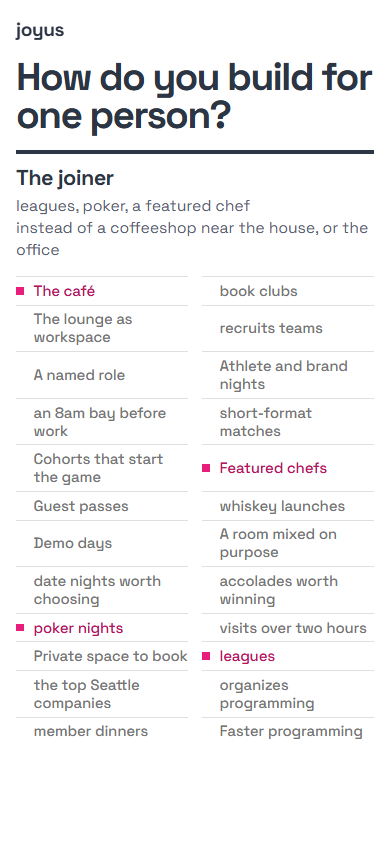 joyus
How do you build for
one person?
The joiner
leagues, poker, a featured chef
instead of a coffeeshop near the house, or the
office
The café
book clubs
The lounge as
workspace
recruits teams
A named role
Athlete and brand
nights
an 8am bay before
work
short-format
matches
Cohorts that start
the game
Featured chefs
Guest passes
whiskey launches
Demo days
A room mixed on
purpose
date nights worth
choosing
accolades worth
winning
poker nights
visits over two hours
Private space to book
leagues
the top Seattle
companies
organizes
programming
member dinners
Faster programming